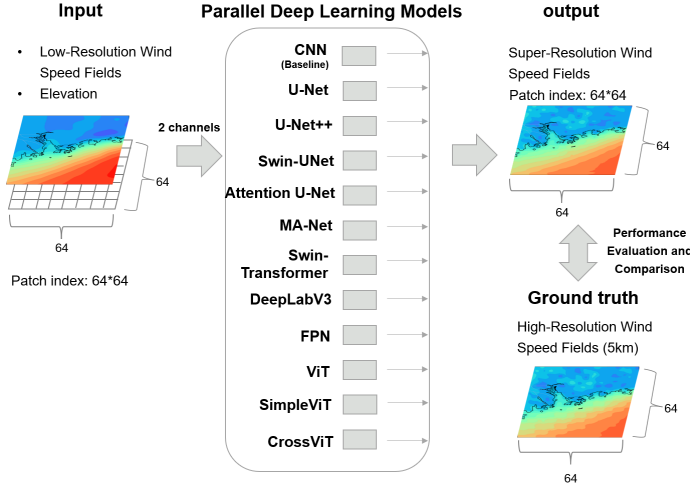 Input
Parallel Deep Learning Models
output
• Low-Resolution Wind
Speed Fields
• Elevation
2 channels
64
64
Patch index: 64*64
CNN
(Baseline)
U-Net
U-Net++
Swin-UNet
Attention U-Net
MA-Net
Swin-
Transformer
DeepLabV3
FPN
ViT
SimpleViT
CrossViT
Super-Resolution Wind
Speed Fields
Patch index: 64*64
64
64
Performance
Evaluation and
Comparison
Ground truth
High-Resolution Wind
Speed Fields (5km)
64
64